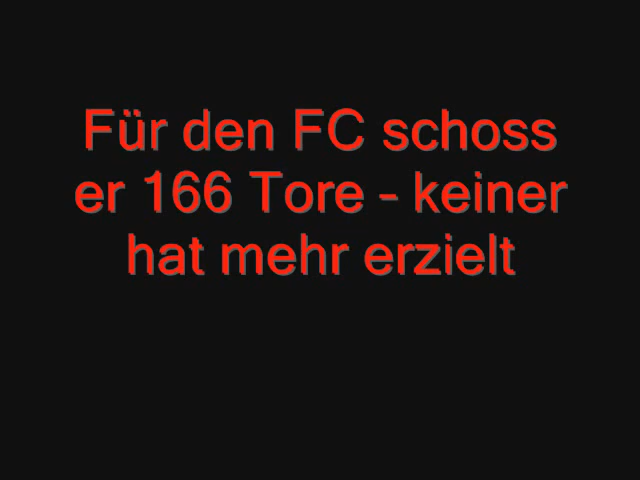 Für den FC schoss
er 166 Tore - keiner
hat mehr erzielt